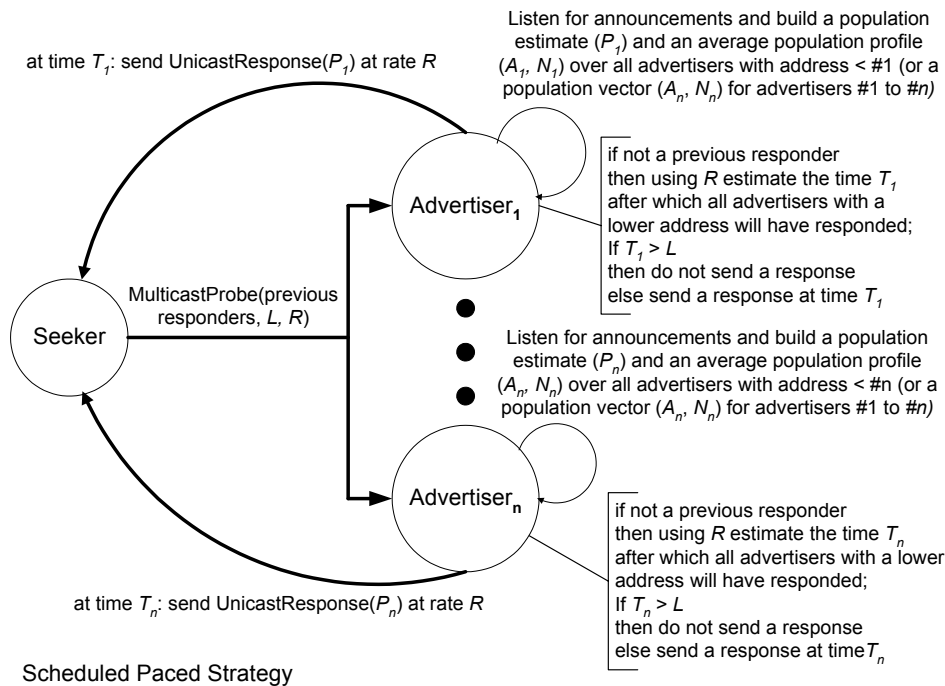 Listen for announcements and build a population
estimate (P1) and an average population profile
(A1, N1) over all advertisers with address < #1 (or a
population vector (An, Nn) for advertisers #1 to #n)
at time T1: send UnicastResponse(P1) at rate R
Advertiser1
if not a previous responder
then using R estimate the time T1
after which all advertisers with a
lower address will have responded;
If T1 > L
then do not send a response
else send a response at time T1
Seeker
MulticastProbe(previous
responders, L, R)
Listen for announcements and build a population
estimate (Pn) and an average population profile
(An, Nn) over all advertisers with address < #n (or a
population vector (An, Nn) for advertisers #1 to #n)
Advertisern
if not a previous responder
then using R estimate the time Tn
after which all advertisers with a lower
address will have responded;
If Tn > L
then do not send a response
else send a response at timeTn
at time Tn: send UnicastResponse(Pn) at rate R
Scheduled Paced Strategy